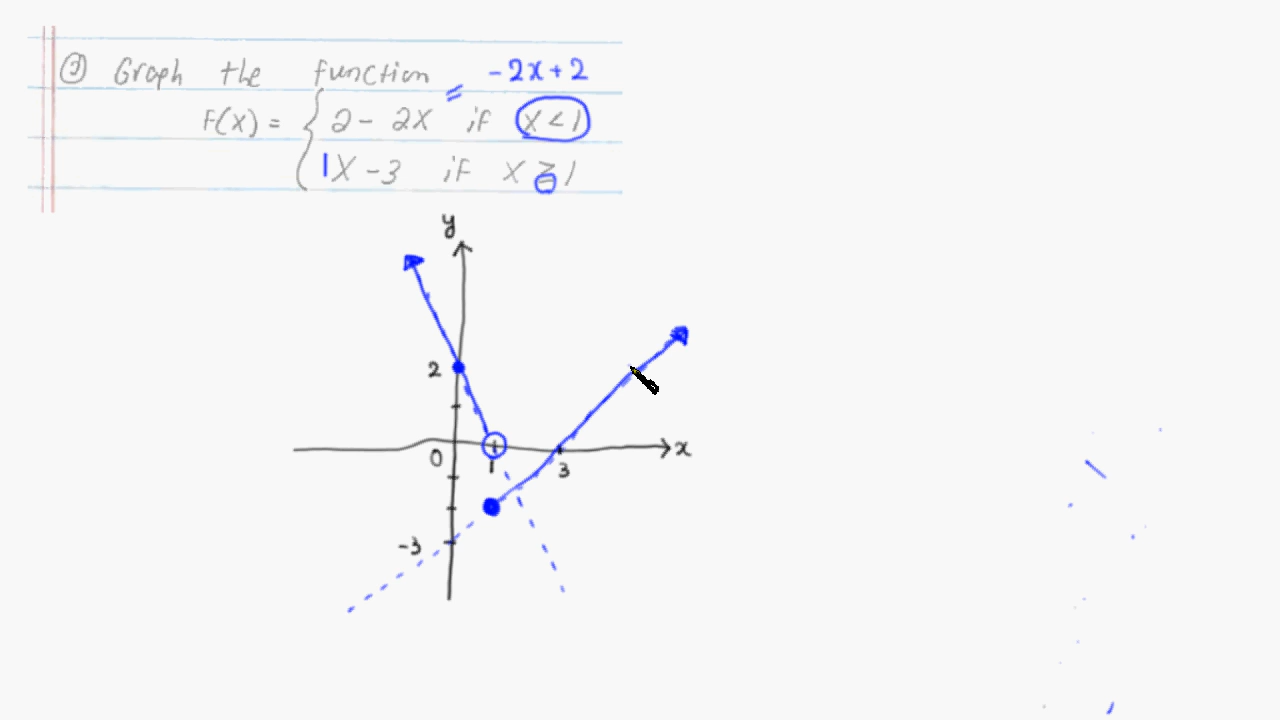 ③ Graph the function = -2x+2
F(x) = { 2 - 2x if x < 1
1x - 3 if x ≥ 1
y
2
0
1
3
x
-3